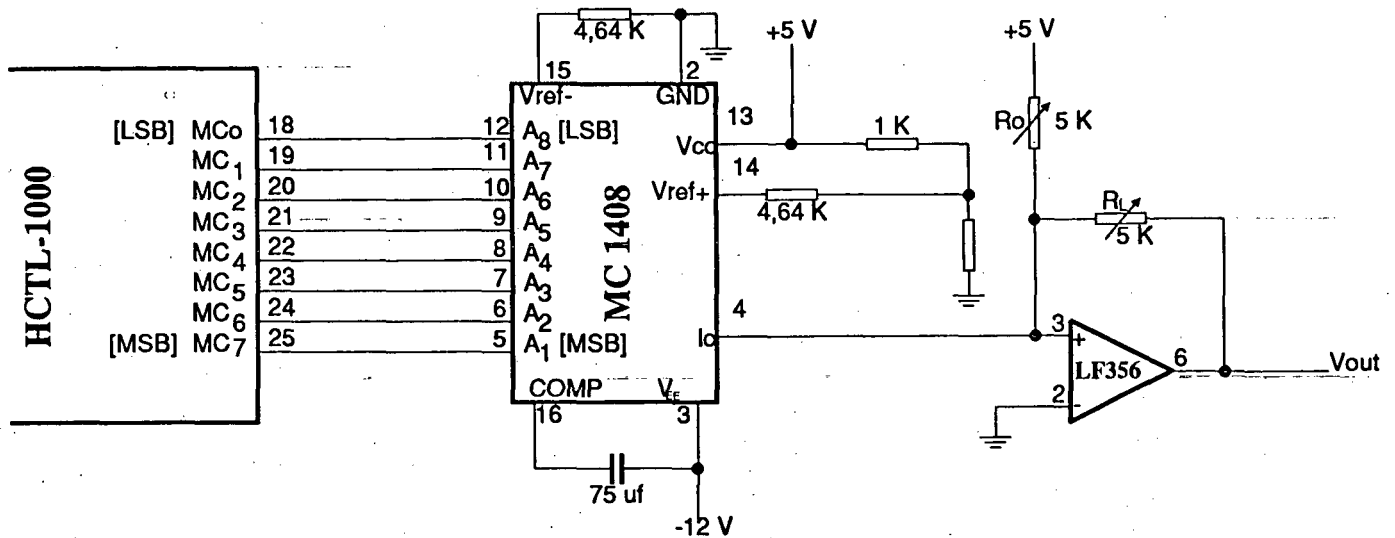 4,64 K
+5 V
+5 V
15
2
Vref-
GND
13
Ro
5 K
[LSB] MCo 18
12 A8 [LSB]
1 K
Vcc
MC1 19
11 A7
14
MC2 20
10 A6
Vref+
4,64 K
RL
5 K
MC3 21
9 A5
MC4 22
8 A4
MC5 23
7 A3
MC6 24
6 A2
4
[MSB] MC7 25
5 A1 [MSB]
Io
HCTL-1000
MC 1408
3
+
LF356
6
Vout
2
-
COMP
VEE
16
3
75 uf
-12 V